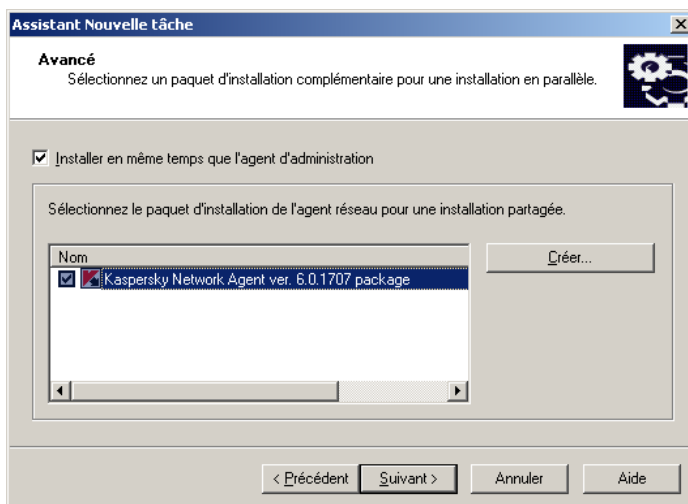 Assistant Nouvelle tâche
Avancé
Sélectionnez un paquet d'installation complémentaire pour une installation en parallèle.
Installer en même temps que l'agent d'administration
Sélectionnez le paquet d'installation de l'agent réseau pour une installation partagée.
Nom
Kaspersky Network Agent ver. 6.0.1707 package
Créer...
< Précédent
Suivant >
Annuler
Aide